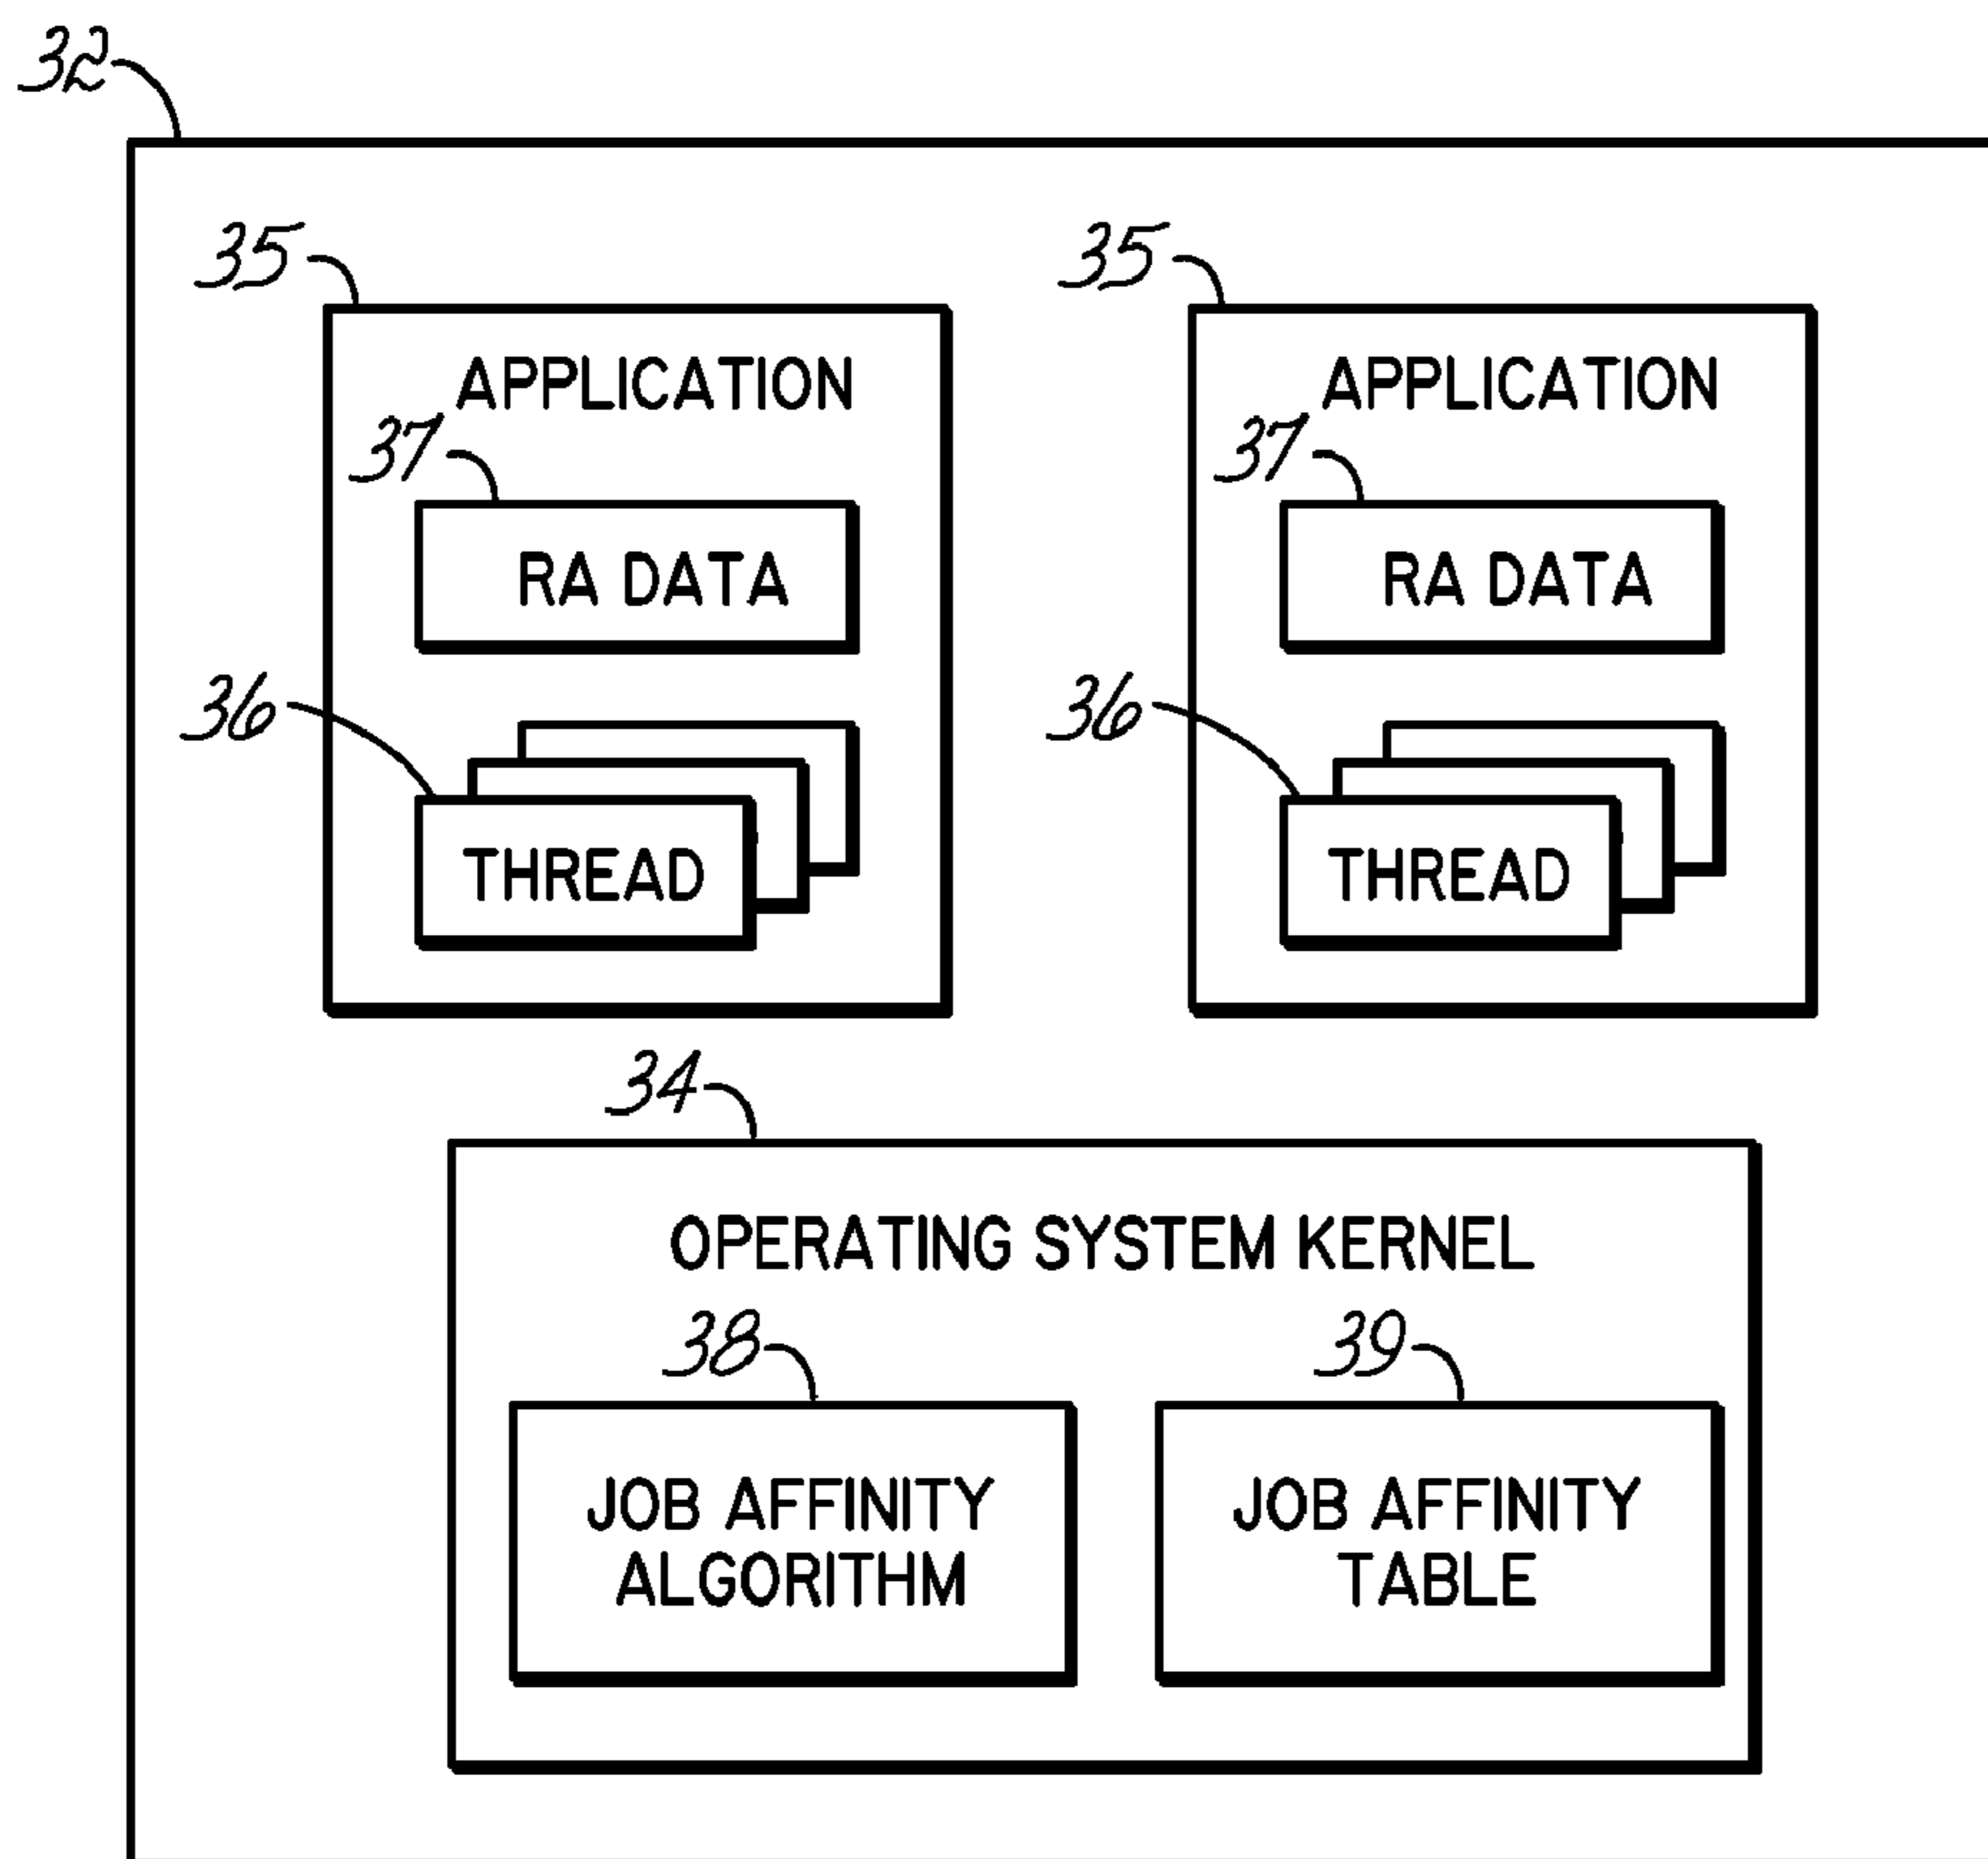 32
35
35
APPLICATION
APPLICATION
37
37
RA DATA
RA DATA
36
36
THREAD
THREAD
34
OPERATING SYSTEM KERNEL
38
39
JOB AFFINITY
ALGORITHM
JOB AFFINITY
TABLE